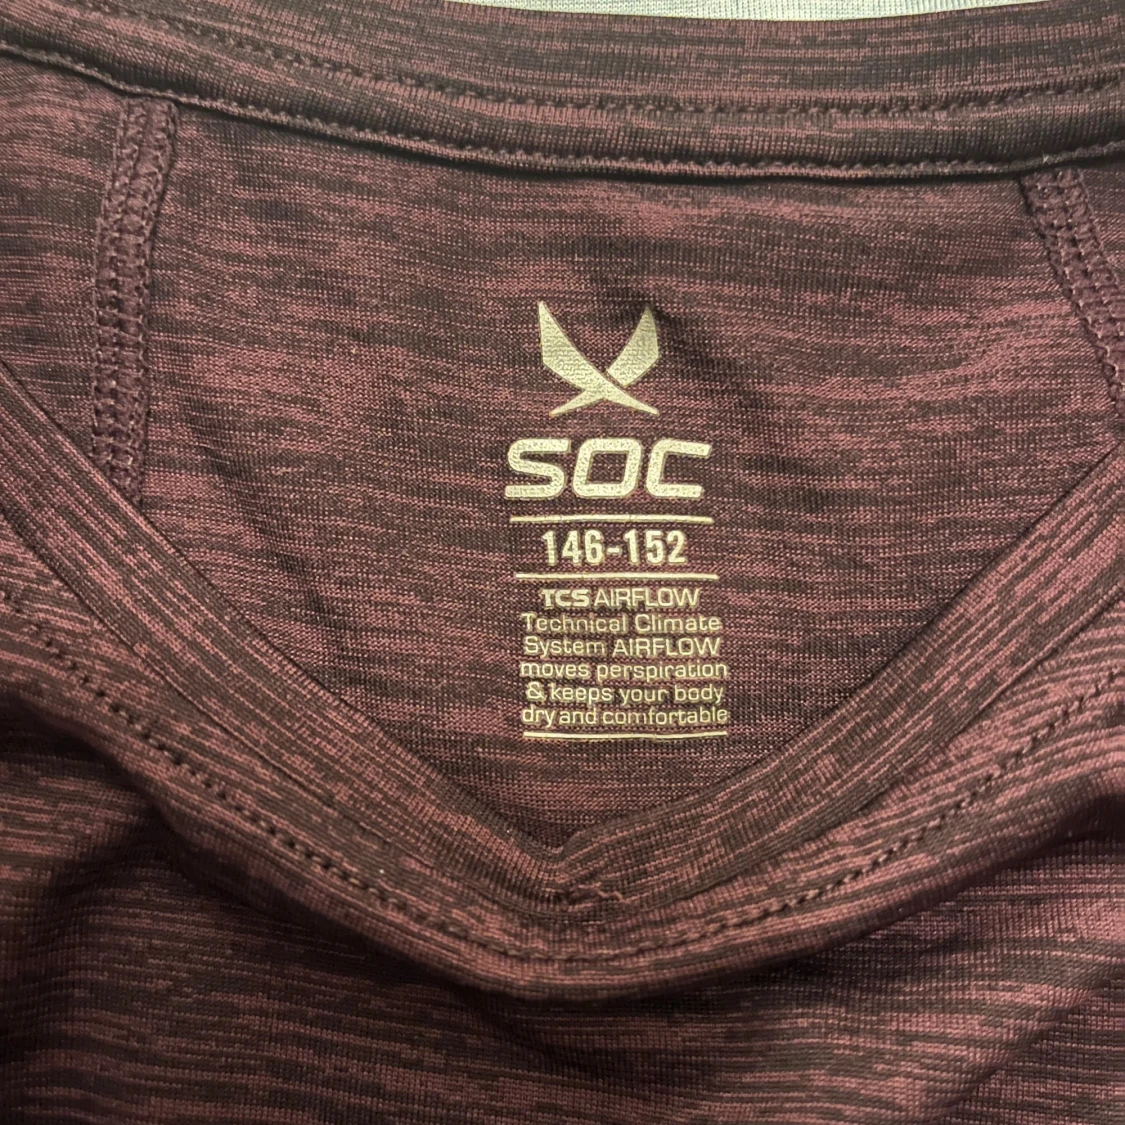 SOC
146-152
TCS AIRFLOW
Technical Climate
System AIRFLOW
moves perspiration
& keeps your body
dry and comfortable